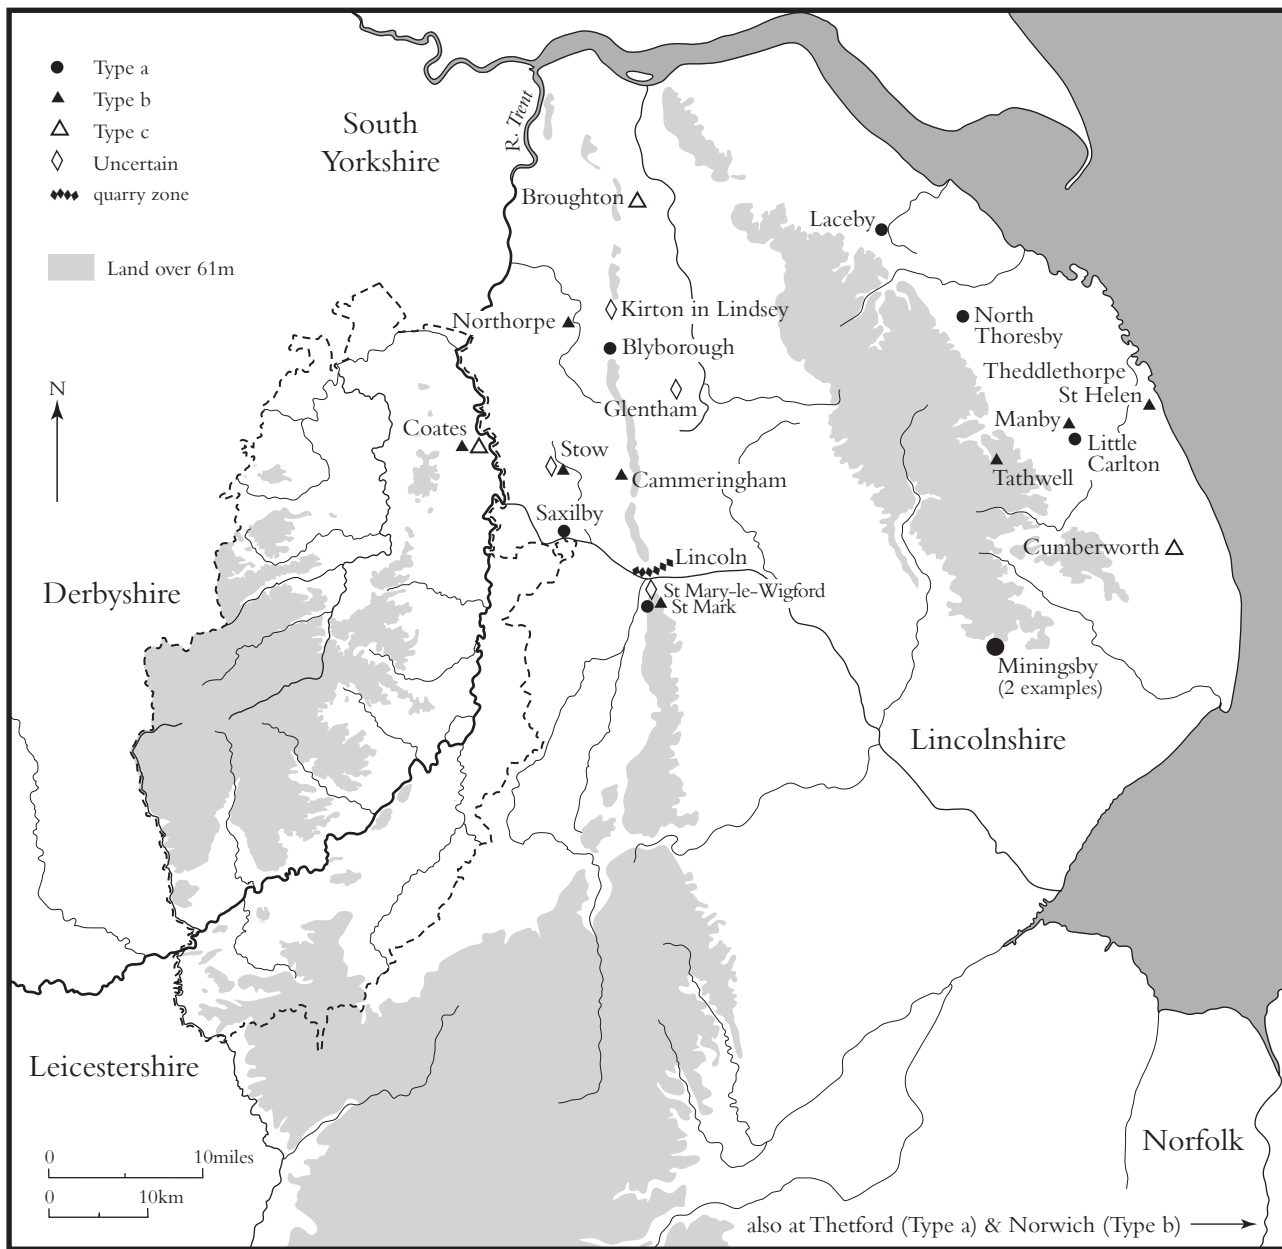 Type a
Type b
Type c
Uncertain
quarry zone
Land over 61m
South
Yorkshire
R. Trent
Broughton
Laceby
Kirton in Lindsey
Northorpe
Blyborough
North
Thoresby
Glentham
Theddlethorpe
St Helen
N
Coates
Stow
Manby
Little
Carlton
Cammeringham
Tathwell
Saxilby
Lincoln
Cumberworth
Derbyshire
St Mary-le-Wigford
St Mark
Miningsby
(2 examples)
Lincolnshire
Leicestershire
Norfolk
0 10miles
0 10km
also at Thetford (Type a) & Norwich (Type b)